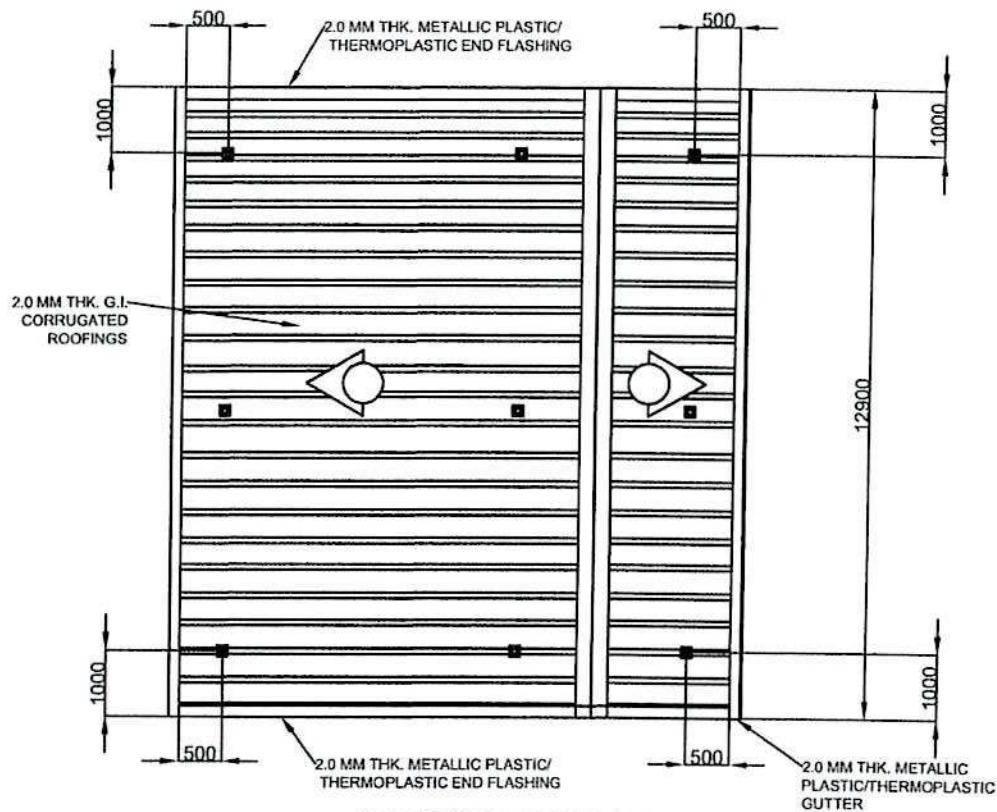 500
2.0 MM THK. METALLIC PLASTIC/
THERMOPLASTIC END FLASHING
500
1000
1000
2.0 MM THK. G.I.
CORRUGATED
ROOFINGS
12900
1000
1000
500
2.0 MM THK. METALLIC PLASTIC/
THERMOPLASTIC END FLASHING
500
2.0 MM THK. METALLIC
PLASTIC/THERMOPLASTIC
GUTTER